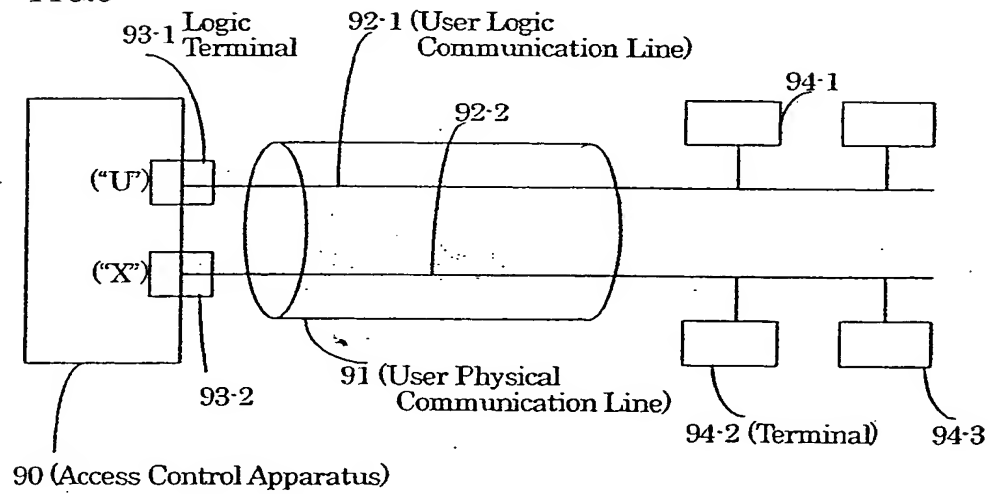 93-1 Logic
Terminal
92-1 (User Logic
Communication Line)
92-2
94-1
("U")
("X")
93-2
91 (User Physical
Communication Line)
94-2 (Terminal)
94-3
90 (Access Control Apparatus)